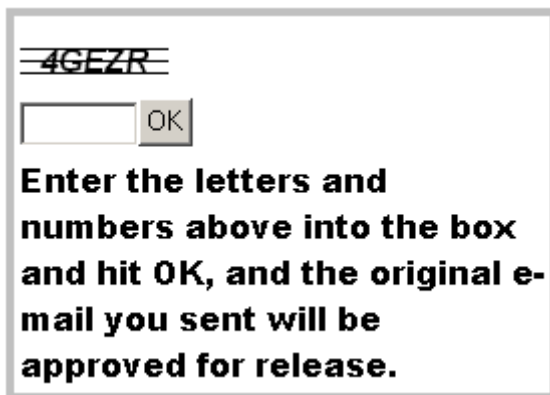 4GEZR
OK
Enter the letters and
numbers above into the box
and hit OK, and the original e-
mail you sent will be
approved for release.